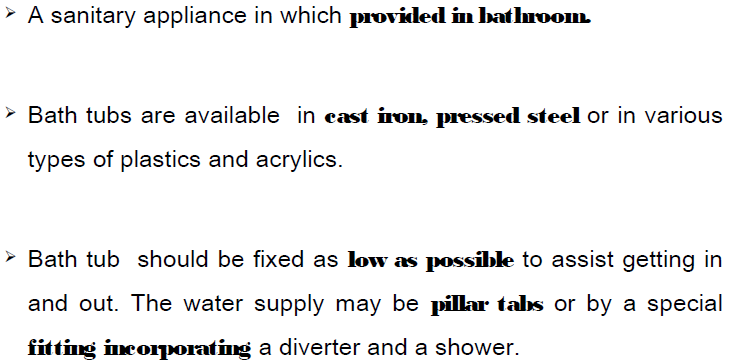 ➢ A sanitary appliance in which provided in bathroom.
➢ Bath tubs are available in cast iron, pressed steel or in various
types of plastics and acrylics.
➢ Bath tub should be fixed as low as possible to assist getting in
and out. The water supply may be pillar tabs or by a special
fitting incorporating a diverter and a shower.